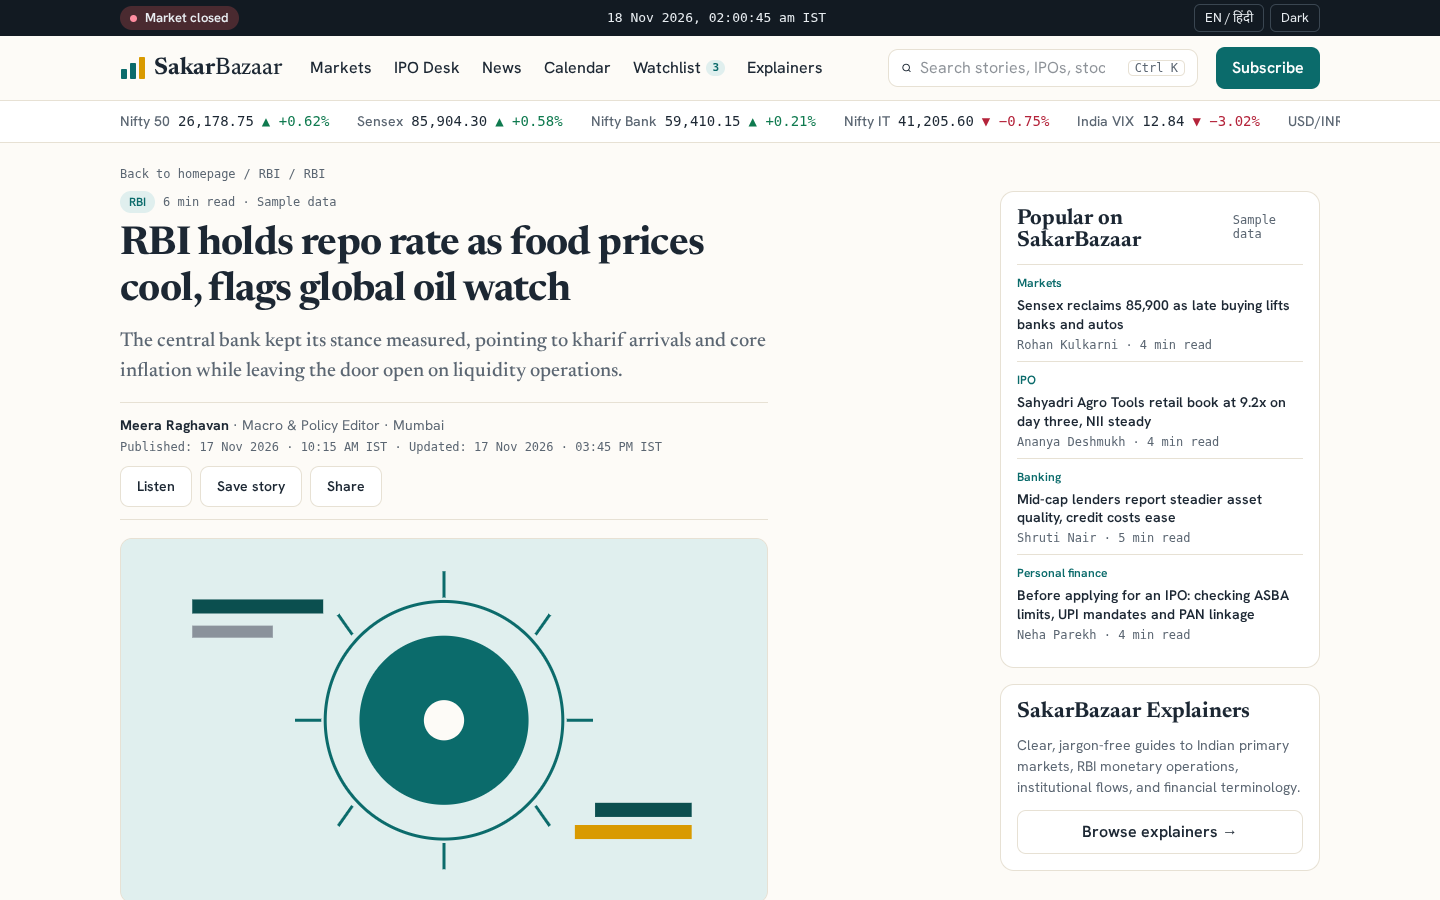 Market closed
18 Nov 2026, 02:00:45 am IST
EN / हिंदी
Dark
SakarBazaar
Markets
IPO Desk
News
Calendar
Watchlist 3
Explainers
Search stories, IPOs, stoc
Ctrl K
Subscribe
Nifty 50 26,178.75 ▲ +0.62%
Sensex 85,904.30 ▲ +0.58%
Nifty Bank 59,410.15 ▲ +0.21%
Nifty IT 41,205.60 ▼ −0.75%
India VIX 12.84 ▼ −3.02%
USD/INR
Back to homepage / RBI / RBI
RBI 6 min read · Sample data
RBI holds repo rate as food prices
cool, flags global oil watch
The central bank kept its stance measured, pointing to kharif arrivals and core
inflation while leaving the door open on liquidity operations.
Meera Raghavan · Macro & Policy Editor · Mumbai
Published: 17 Nov 2026 · 10:15 AM IST · Updated: 17 Nov 2026 · 03:45 PM IST
Listen
Save story
Share
Popular on
SakarBazaar
Sample
data
Markets
Sensex reclaims 85,900 as late buying lifts
banks and autos
Rohan Kulkarni · 4 min read
IPO
Sahyadri Agro Tools retail book at 9.2x on
day three, NII steady
Ananya Deshmukh · 4 min read
Banking
Mid-cap lenders report steadier asset
quality, credit costs ease
Shruti Nair · 5 min read
Personal finance
Before applying for an IPO: checking ASBA
limits, UPI mandates and PAN linkage
Neha Parekh · 4 min read
SakarBazaar Explainers
Clear, jargon-free guides to Indian primary
markets, RBI monetary operations,
institutional flows, and financial terminology.
Browse explainers →